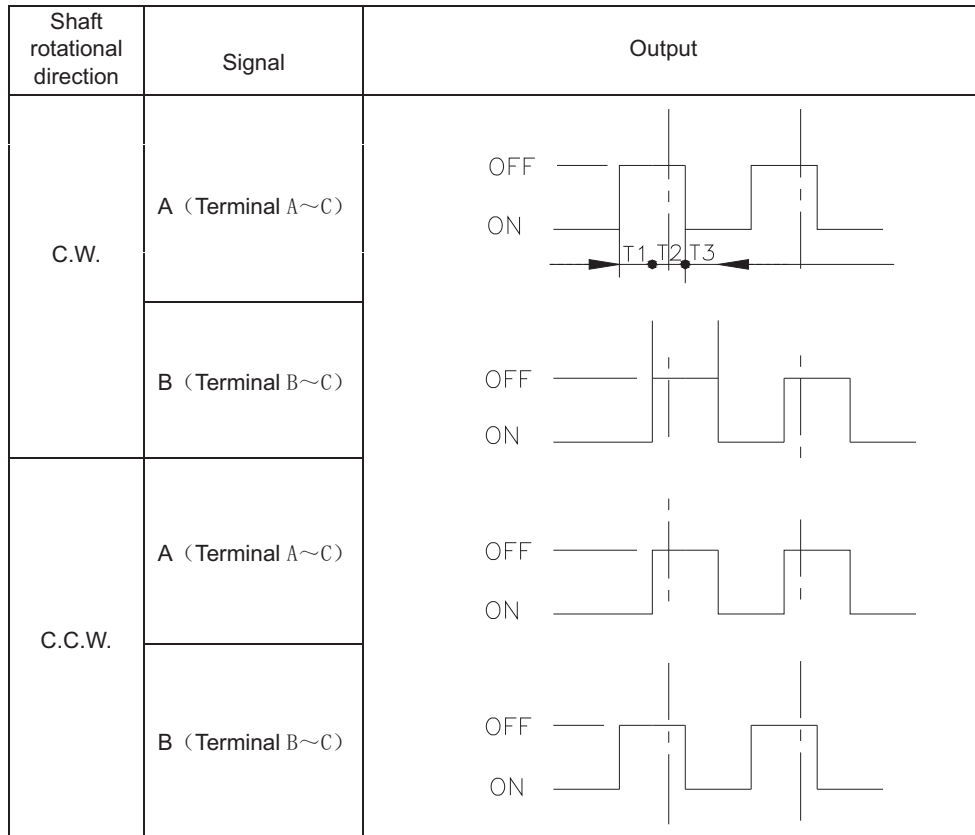 Shaft
rotational
direction
Signal
Output
C.W.
A（Terminal A～C）
OFF
ON
T1 T2 T3
B（Terminal B～C）
OFF
ON
C.C.W.
A（Terminal A～C）
OFF
ON
B（Terminal B～C）
OFF
ON